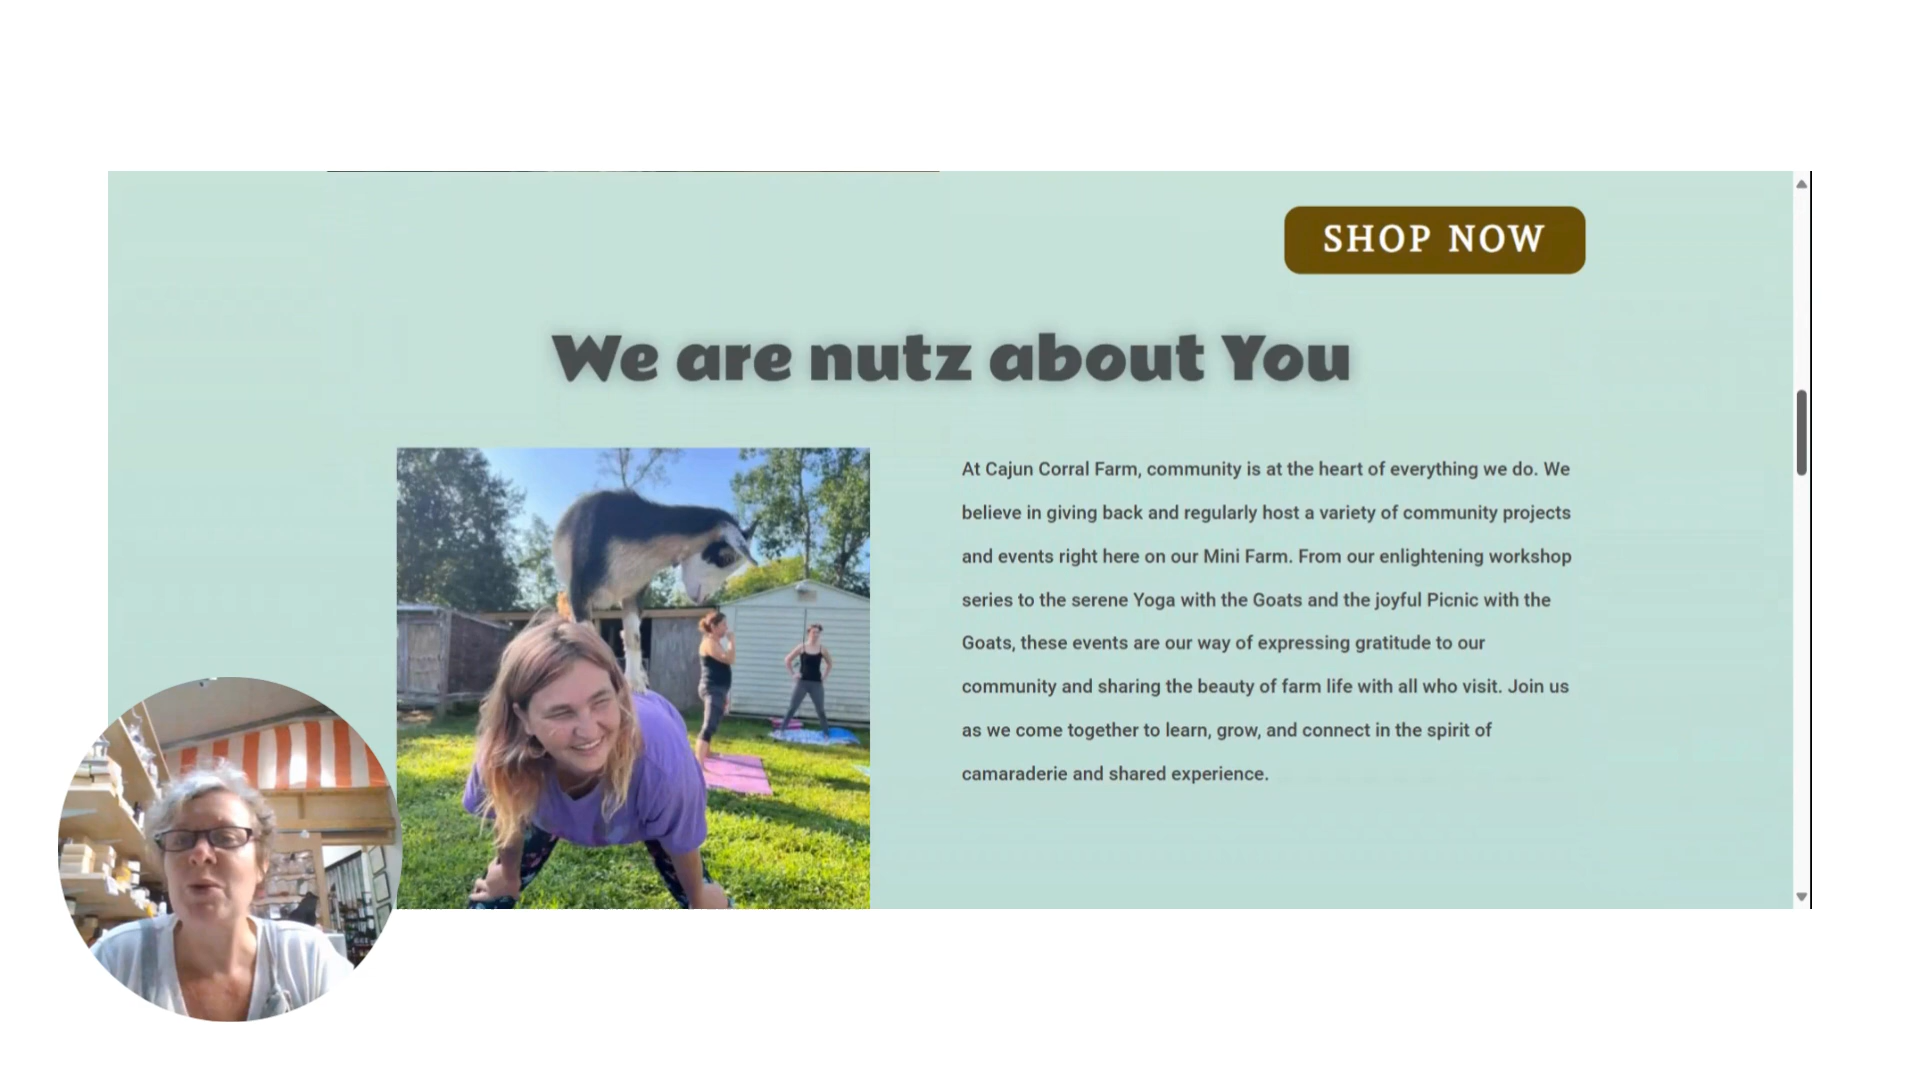 SHOP NOW
We are nutz about You
At Cajun Corral Farm, community is at the heart of everything we do. We
believe in giving back and regularly host a variety of community projects
and events right here on our Mini Farm. From our enlightening workshop
series to the serene Yoga with the Goats and the joyful Picnic with the
Goats, these events are our way of expressing gratitude to our
community and sharing the beauty of farm life with all who visit. Join us
as we come together to learn, grow, and connect in the spirit of
camaraderie and shared experience.